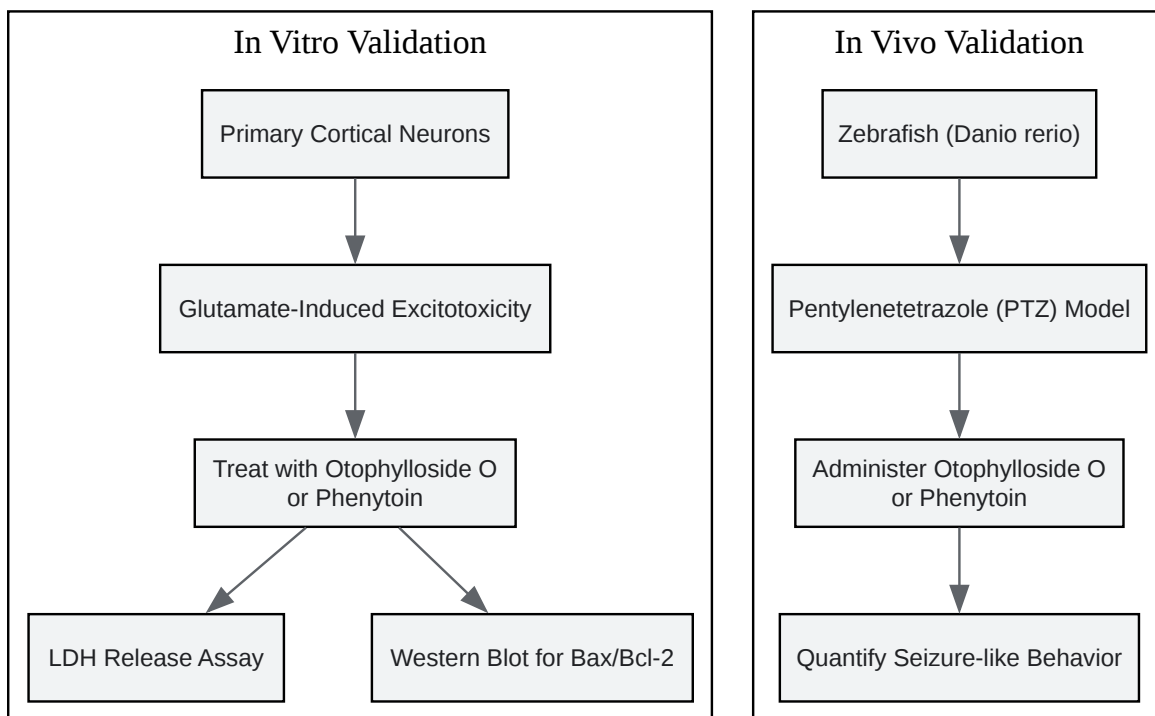 In Vitro Validation
Primary Cortical Neurons
Glutamate-Induced Excitotoxicity
Treat with Otophylloside O
or Phenytoin
LDH Release Assay
Western Blot for Bax/Bcl-2
In Vivo Validation
Zebrafish (Danio rerio)
Pentylenetetrazole (PTZ) Model
Administer Otophylloside O
or Phenytoin
Quantify Seizure-like Behavior